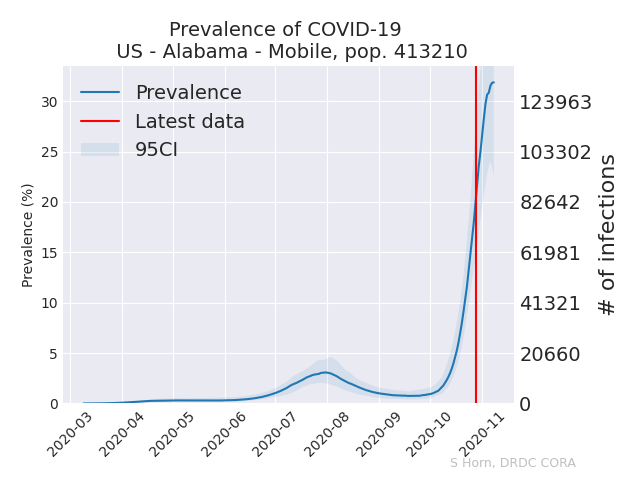 Prevalence of COVID-19
US - Alabama - Mobile, pop. 413210
Prevalence
Latest data
95CI
Prevalence (%)
30
25
20
15
10
5
0
123963
103302
82642
61981
41321
20660
0
# of infections
2020-03
2020-04
2020-05
2020-06
2020-07
2020-08
2020-09
2020-10
2020-11
S Horn, DRDC CORA